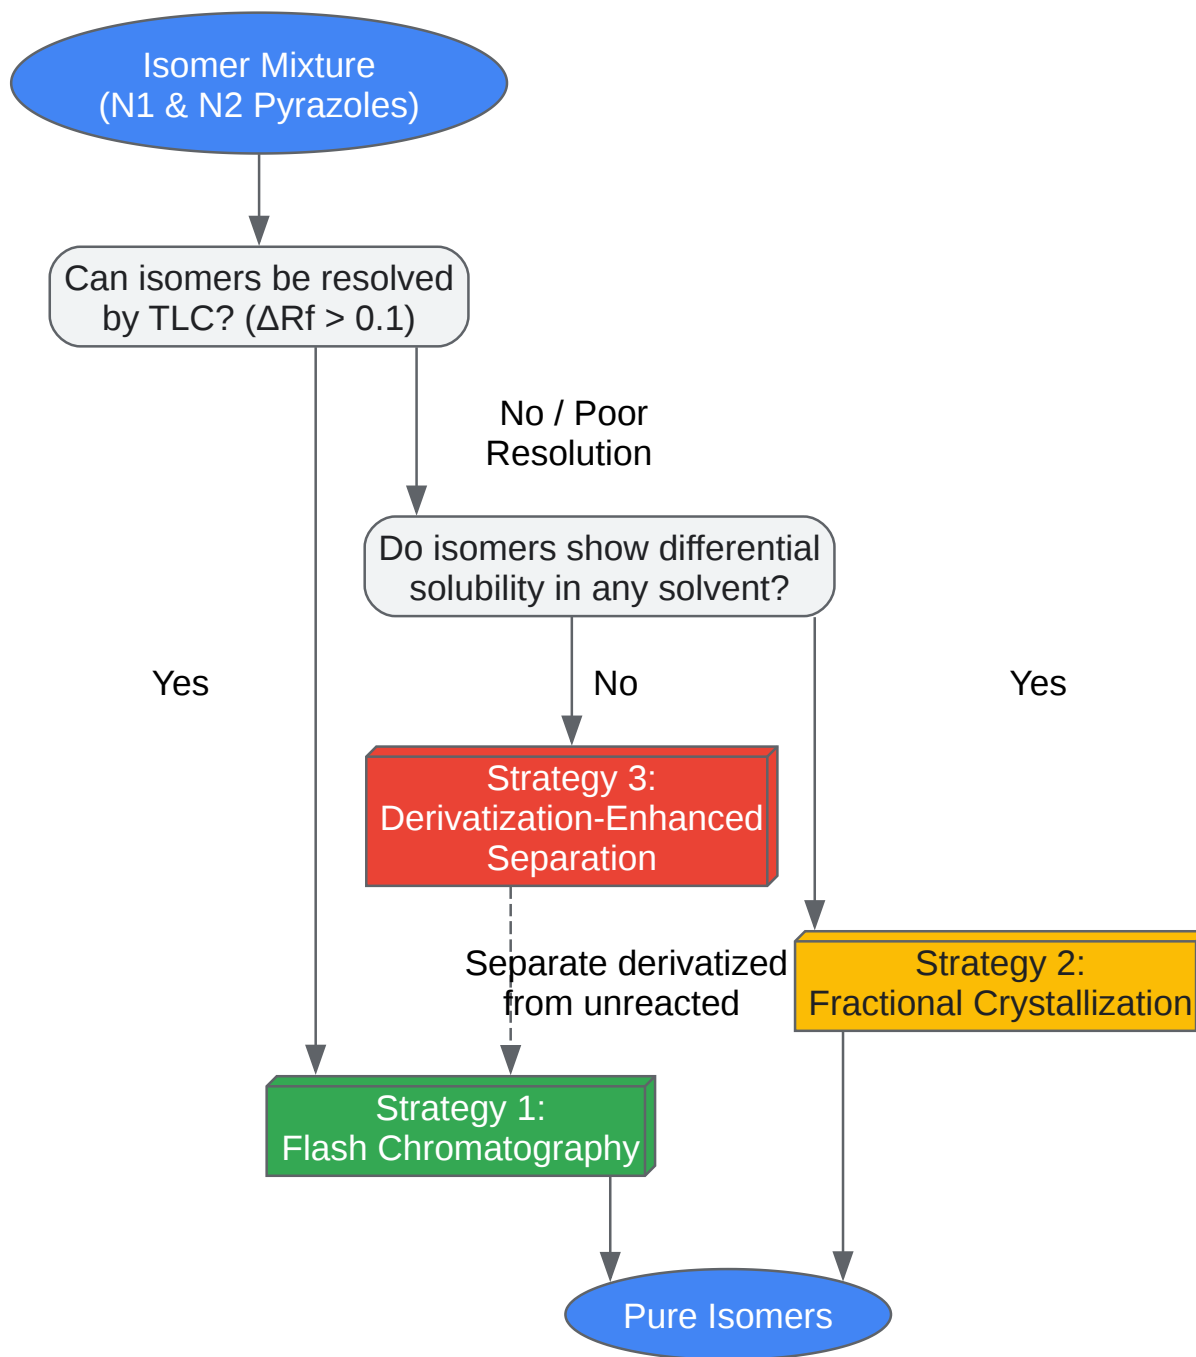 Isomer Mixture
(N1 & N2 Pyrazoles)
Can isomers be resolved
by TLC? (ΔRf > 0.1)
No / Poor
Resolution
Do isomers show differential
solubility in any solvent?
Yes
No
Yes
Strategy 3:
Derivatization-Enhanced
Separation
Separate derivatized
from unreacted
Strategy 2:
Fractional Crystallization
Strategy 1:
Flash Chromatography
Pure Isomers